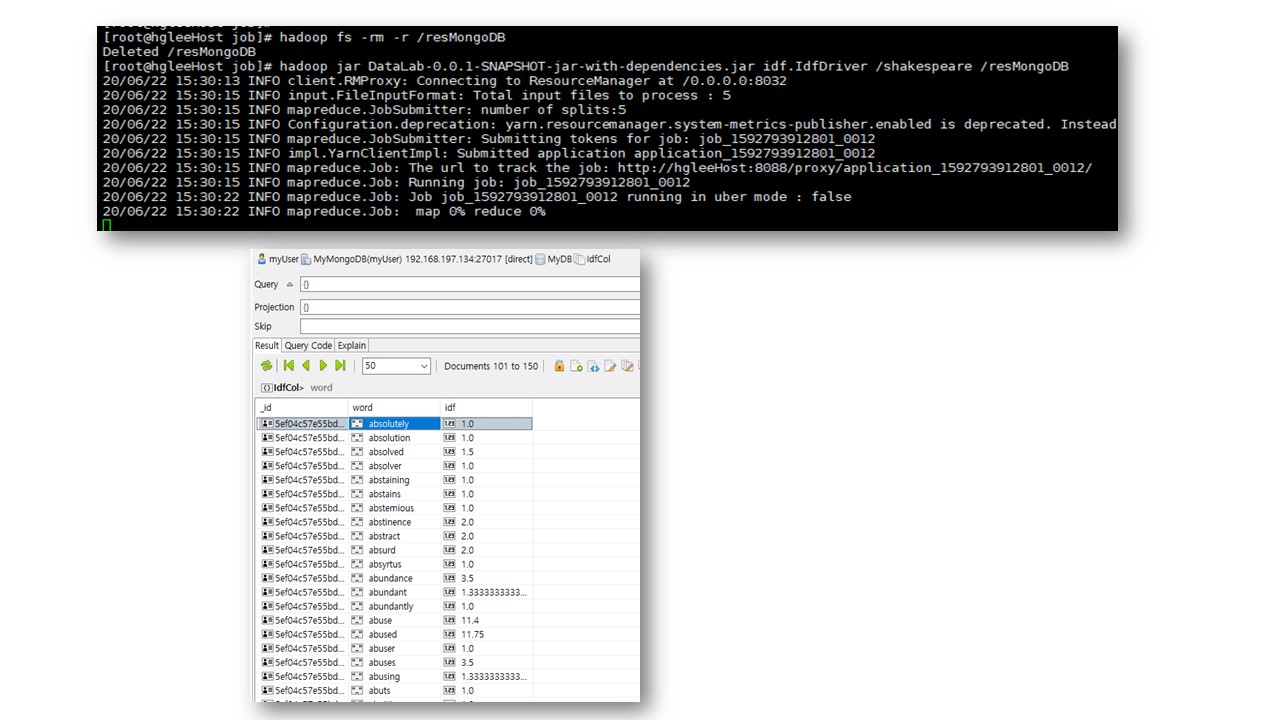 [root@hgleeHost job]# hadoop fs -rm -r /resMongoDB
Deleted /resMongoDB
[root@hgleeHost job]# hadoop jar DataLab-0.0.1-SNAPSHOT-jar-with-dependencies.jar idf.IdfDriver /shakespeare /resMongoDB
20/06/22 15:30:13 INFO client.RMProxy: Connecting to ResourceManager at /0.0.0.0:8032
20/06/22 15:30:15 INFO input.FileInputFormat: Total input files to process : 5
20/06/22 15:30:15 INFO mapreduce.JobSubmitter: number of splits:5
20/06/22 15:30:15 INFO Configuration.deprecation: yarn.resourcemanager.system-metrics-publisher.enabled is deprecated. Instead
20/06/22 15:30:15 INFO mapreduce.JobSubmitter: Submitting tokens for job: job_1592793912801_0012
20/06/22 15:30:15 INFO impl.YarnClientImpl: Submitted application application_1592793912801_0012
20/06/22 15:30:15 INFO mapreduce.Job: The url to track the job: http://hgleeHost:8088/proxy/application_1592793912801_0012/
20/06/22 15:30:15 INFO mapreduce.Job: Running job: job_1592793912801_0012
20/06/22 15:30:22 INFO mapreduce.Job: Job job_1592793912801_0012 running in uber mode : false
20/06/22 15:30:22 INFO mapreduce.Job:  map 0% reduce 0%
myUser MyMongoDB(myUser) 192.168.197.134:27017 [direct] MyDB IdfCol
Query {}
Projection {}
Skip
Result Query Code Explain
50 Documents 101 to 150
IdfCol> word
_id word idf
5ef04c57e55bd... absolutely 1.0
5ef04c57e55bd... absolution 1.0
5ef04c57e55bd... absolved 1.5
5ef04c57e55bd... absolver 1.0
5ef04c57e55bd... abstaining 1.0
5ef04c57e55bd... abstains 1.0
5ef04c57e55bd... abstemious 1.0
5ef04c57e55bd... abstinence 2.0
5ef04c57e55bd... abstract 2.0
5ef04c57e55bd... absurd 2.0
5ef04c57e55bd... absyrtus 1.0
5ef04c57e55bd... abundance 3.5
5ef04c57e55bd... abundant 1.3333333333...
5ef04c57e55bd... abundantly 1.0
5ef04c57e55bd... abuse 11.4
5ef04c57e55bd... abused 11.75
5ef04c57e55bd... abuser 1.0
5ef04c57e55bd... abuses 3.5
5ef04c57e55bd... abusing 1.3333333333...
5ef04c57e55bd... abuts 1.0